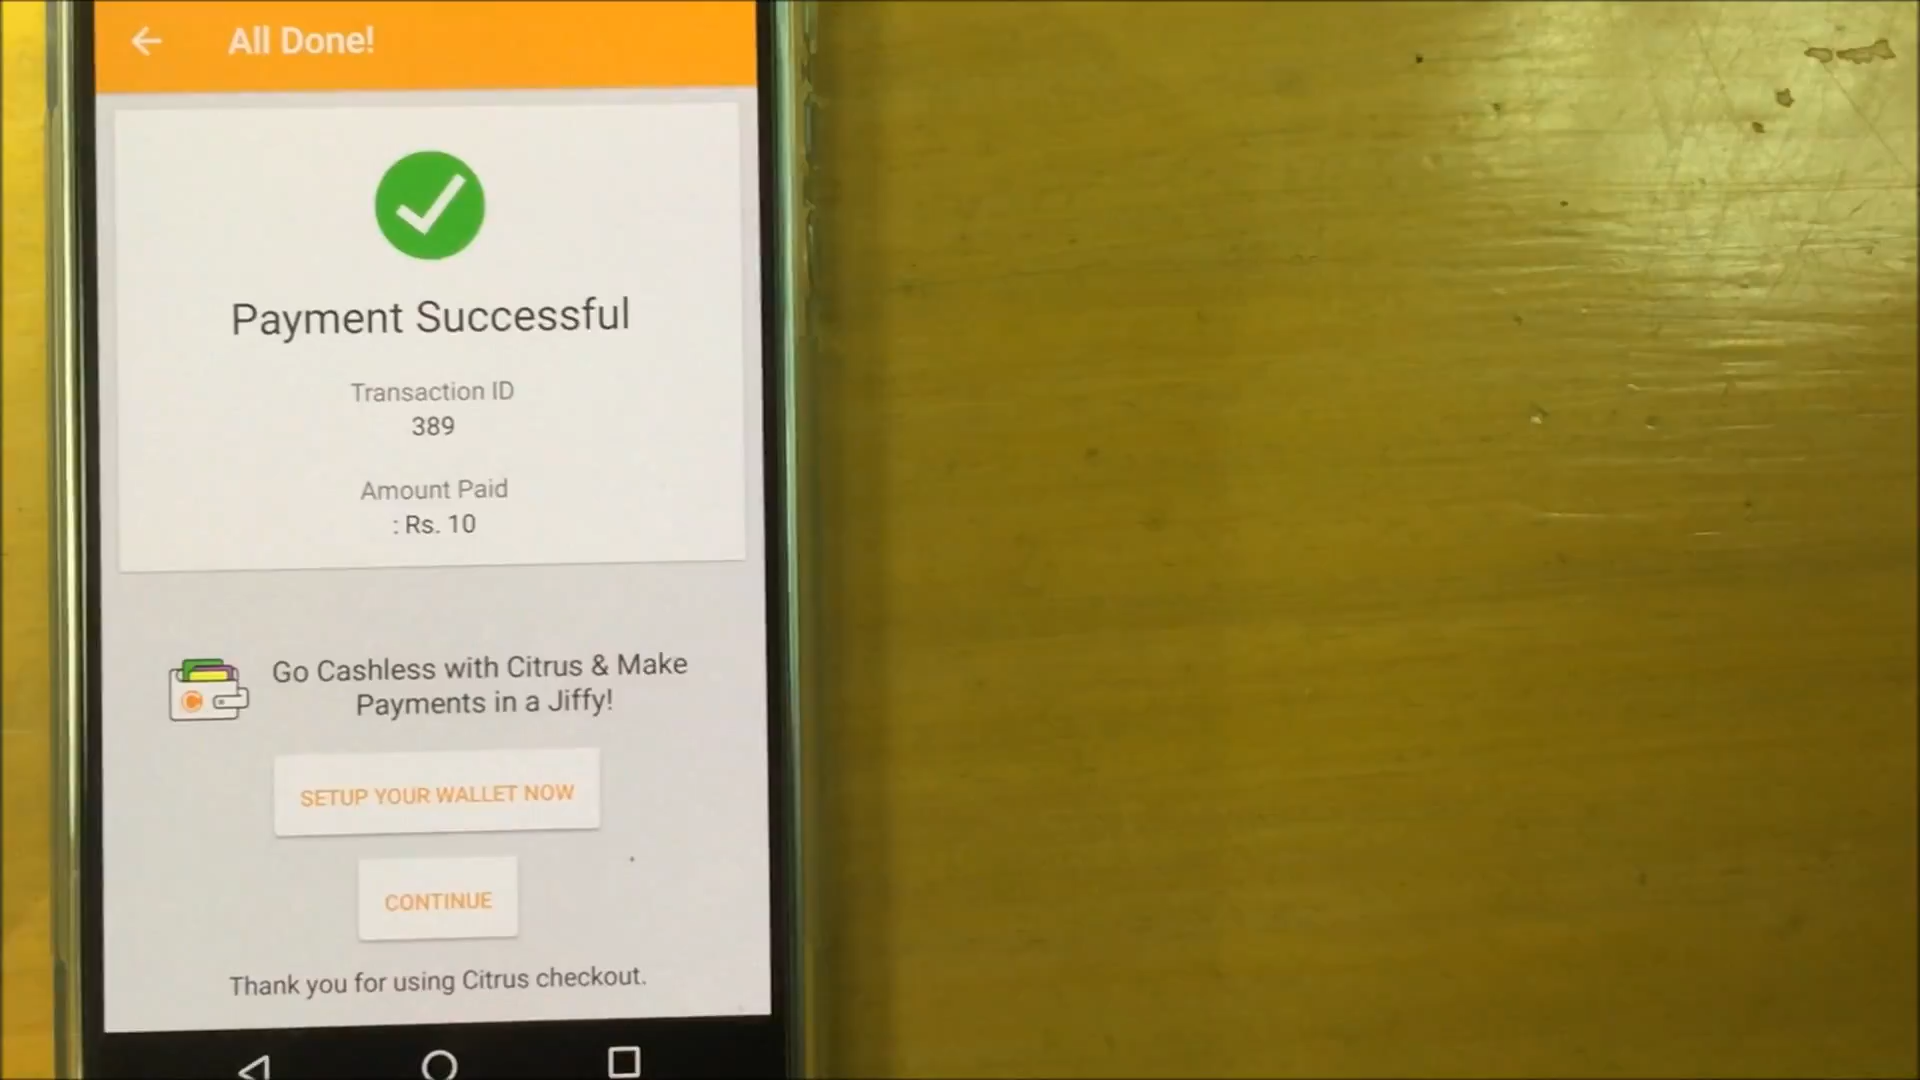 All Done!
Payment Successful
Transaction ID
389
Amount Paid
: Rs. 10
Go Cashless with Citrus & Make
Payments in a Jiffy!
SETUP YOUR WALLET NOW
CONTINUE
Thank you for using Citrus checkout.